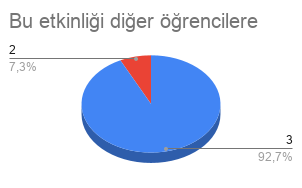 Bu etkinliği diğer öğrencilere
2
7,3%
3
92,7%